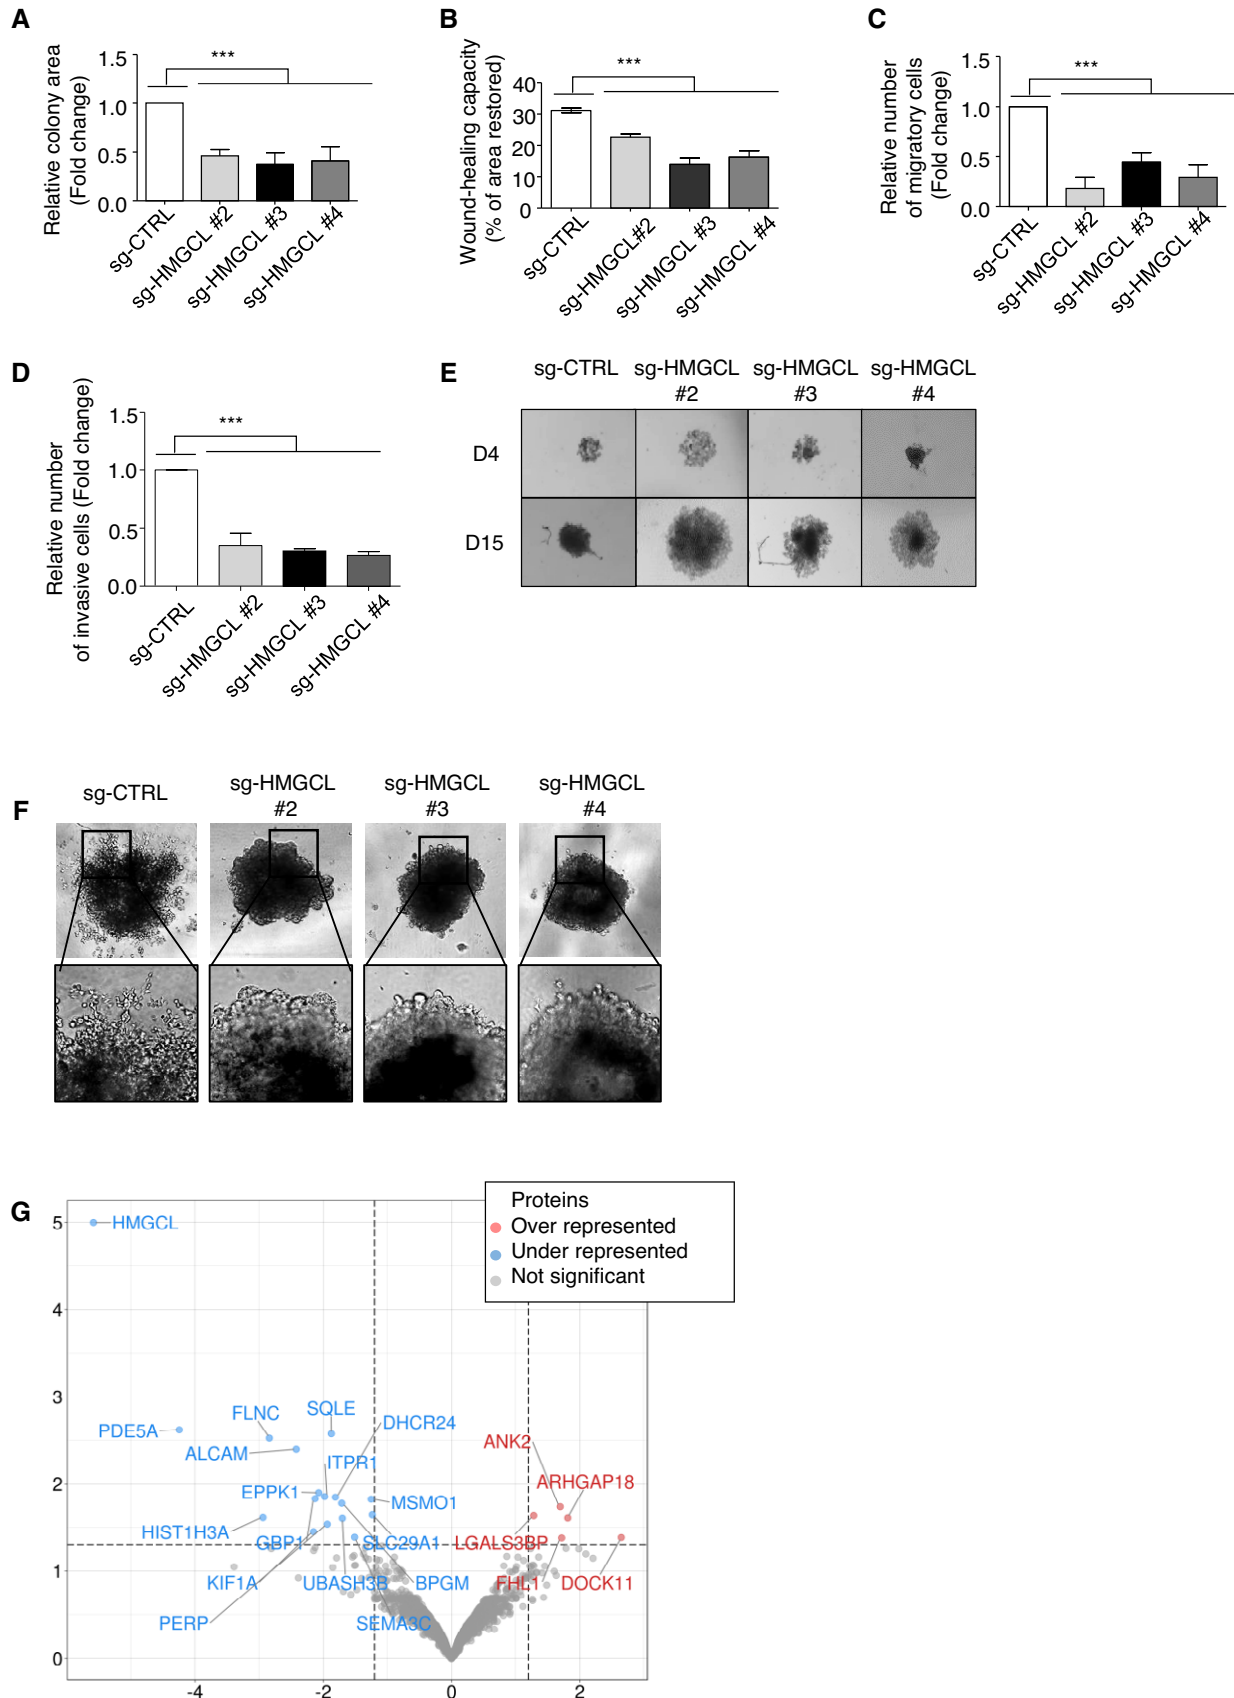 A
Relative colony area
(Fold change)
1.5
1.0
0.5
0.0
***
sg-CTRL
sg-HMGCL #2
sg-HMGCL #3
sg-HMGCL #4
B
Wound-healing capacity
(% of area restored)
40
30
20
10
0
***
sg-CTRL
sg-HMGCL#2
sg-HMGCL #3
sg-HMGCL #4
C
Relative number
of migratory cells
(Fold change)
1.0
0.5
0.0
***
sg-CTRL
sg-HMGCL #2
sg-HMGCL #3
sg-HMGCL #4
D
Relative number
of invasive cells (Fold change)
1.5
1.0
0.5
0.0
***
sg-CTRL
sg-HMGCL #2
sg-HMGCL #3
sg-HMGCL #4
E
sg-CTRL
sg-HMGCL
#2
sg-HMGCL
#3
sg-HMGCL
#4
D4
D15
F
sg-CTRL
sg-HMGCL
#2
sg-HMGCL
#3
sg-HMGCL
#4
G
Proteins
Over represented
Under represented
Not significant
5
4
3
2
1
0
-4
-2
0
2
HMGCL
PDE5A
FLNC
SQLE
DHCR24
ALCAM
ITPR1
EPPK1
MSMO1
HIST1H3A
GBP1
SLC29A1
KIF1A
UBASH3B
BPGM
PERP
SEMA3C
ANK2
ARHGAP18
LGALS3BP
FHL1
DOCK11